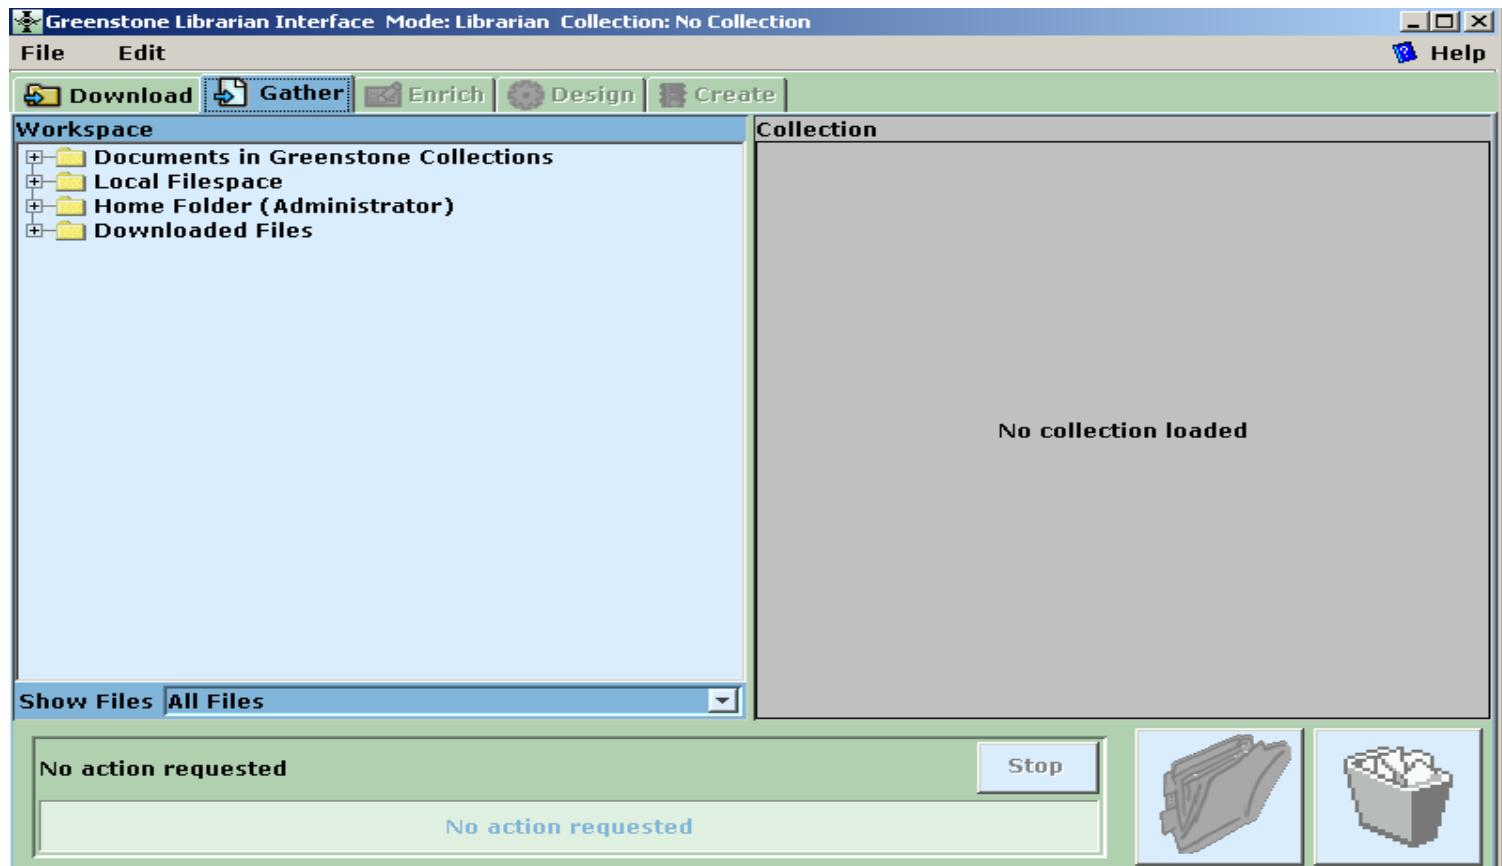 Greenstone Librarian Interface  Mode: Librarian  Collection: No Collection
File Edit Help
Download Gather Enrich Design Create
Workspace
Documents in Greenstone Collections
Local Filespace
Home Folder (Administrator)
Downloaded Files
Show Files All Files
Collection
No collection loaded
No action requested
Stop
No action requested